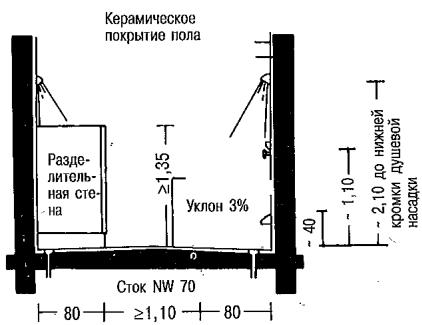 Керамическое
покрытие пола
Разде-
литель-
ная сте-
на
≥1,35
Уклон 3%
~40
~ 1,10
~ 2,10 до нижней
кромки душевой
насадки
Сток NW 70
80
≥1,10
80